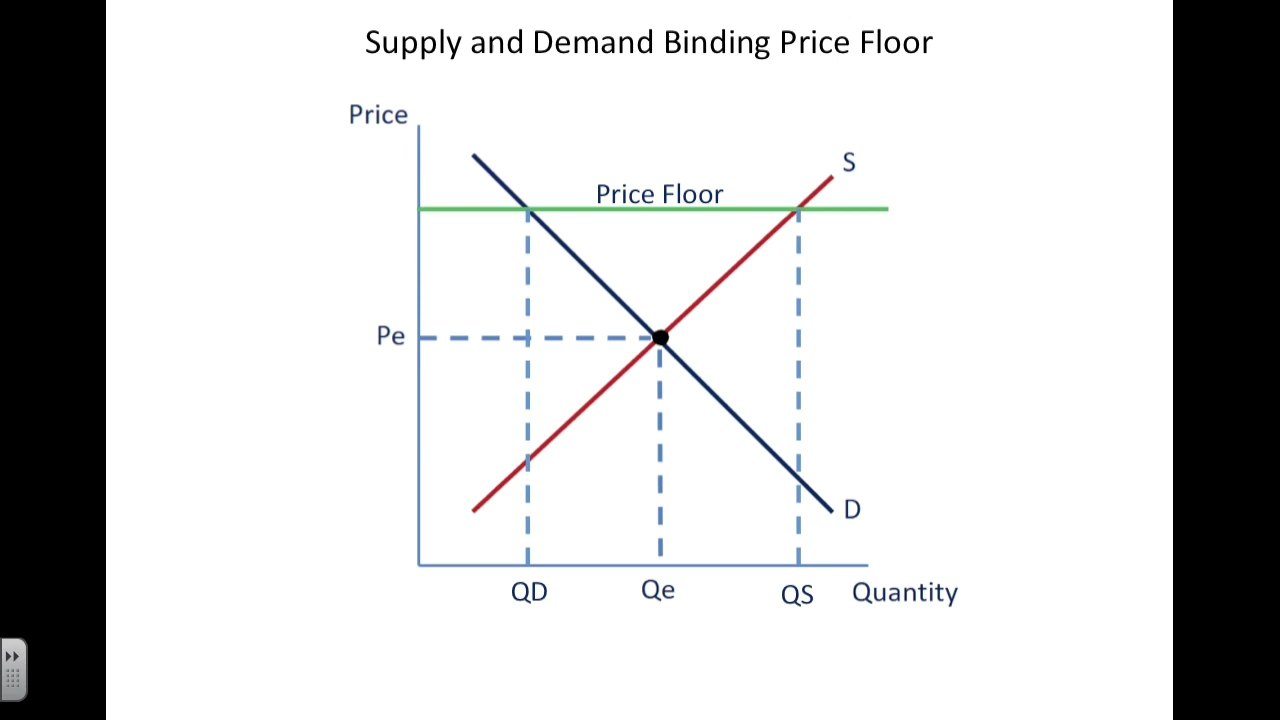 Supply and Demand Binding Price Floor
Price
S
Price Floor
Pe
D
QD
Qe
QS
Quantity